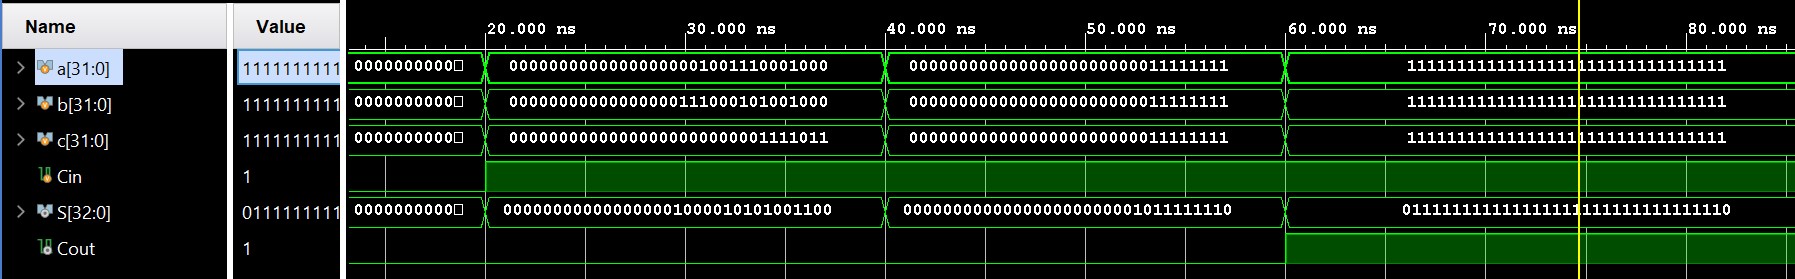 Name Value 20.000 ns 30.000 ns 40.000 ns 50.000 ns 60.000 ns 70.000 ns 80.000 ns
a[31:0] 1111111111 0000000000 00000000000000000001001110001000 00000000000000000000000011111111 11111111111111111111111111111111
b[31:0] 1111111111 0000000000 00000000000000000111000101001000 00000000000000000000000011111111 11111111111111111111111111111111
c[31:0] 1111111111 0000000000 00000000000000000000000001111011 00000000000000000000000011111111 11111111111111111111111111111111
Cin 1
S[32:0] 0111111111 0000000000 000000000000000001000010101001100 000000000000000000000001011111110 011111111111111111111111111111110
Cout 1